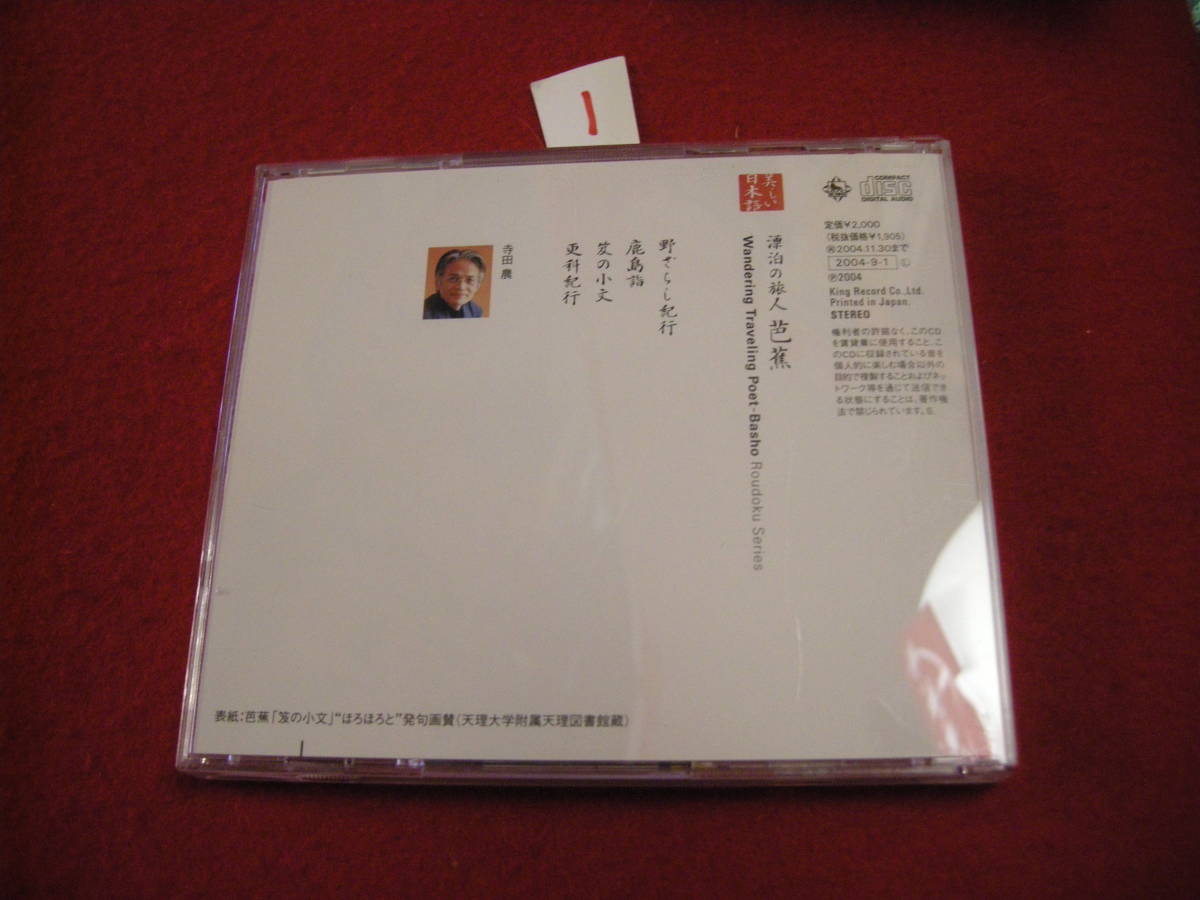 1
美しい
日本語
COMPACT
disc
DIGITAL AUDIO
定価¥2,000
(税抜価格¥1,905)
2004.11.30まで
2004-9-1 Ⓛ
Ⓟ2004
King Record Co.,Ltd.
Printed in Japan.
STEREO
権利者の許諾なく、このCD
を賃貸業に使用すること、こ
のCDに収録されている音を
個人的に楽しむ場合以外の
目的で複製することおよびネッ
トワーク等を通じて送信でき
る状態にすることは、著作権
法で禁じられています。
漂泊の旅人 芭蕉
Wandering Traveling Poet-Basho Roudoku Series
野ざらし紀行
鹿島詣
笈の小文
更科紀行
寺田 農
表紙:芭蕉「笈の小文」“ほろほろと”発句画賛(天理大学附属天理図書館蔵)